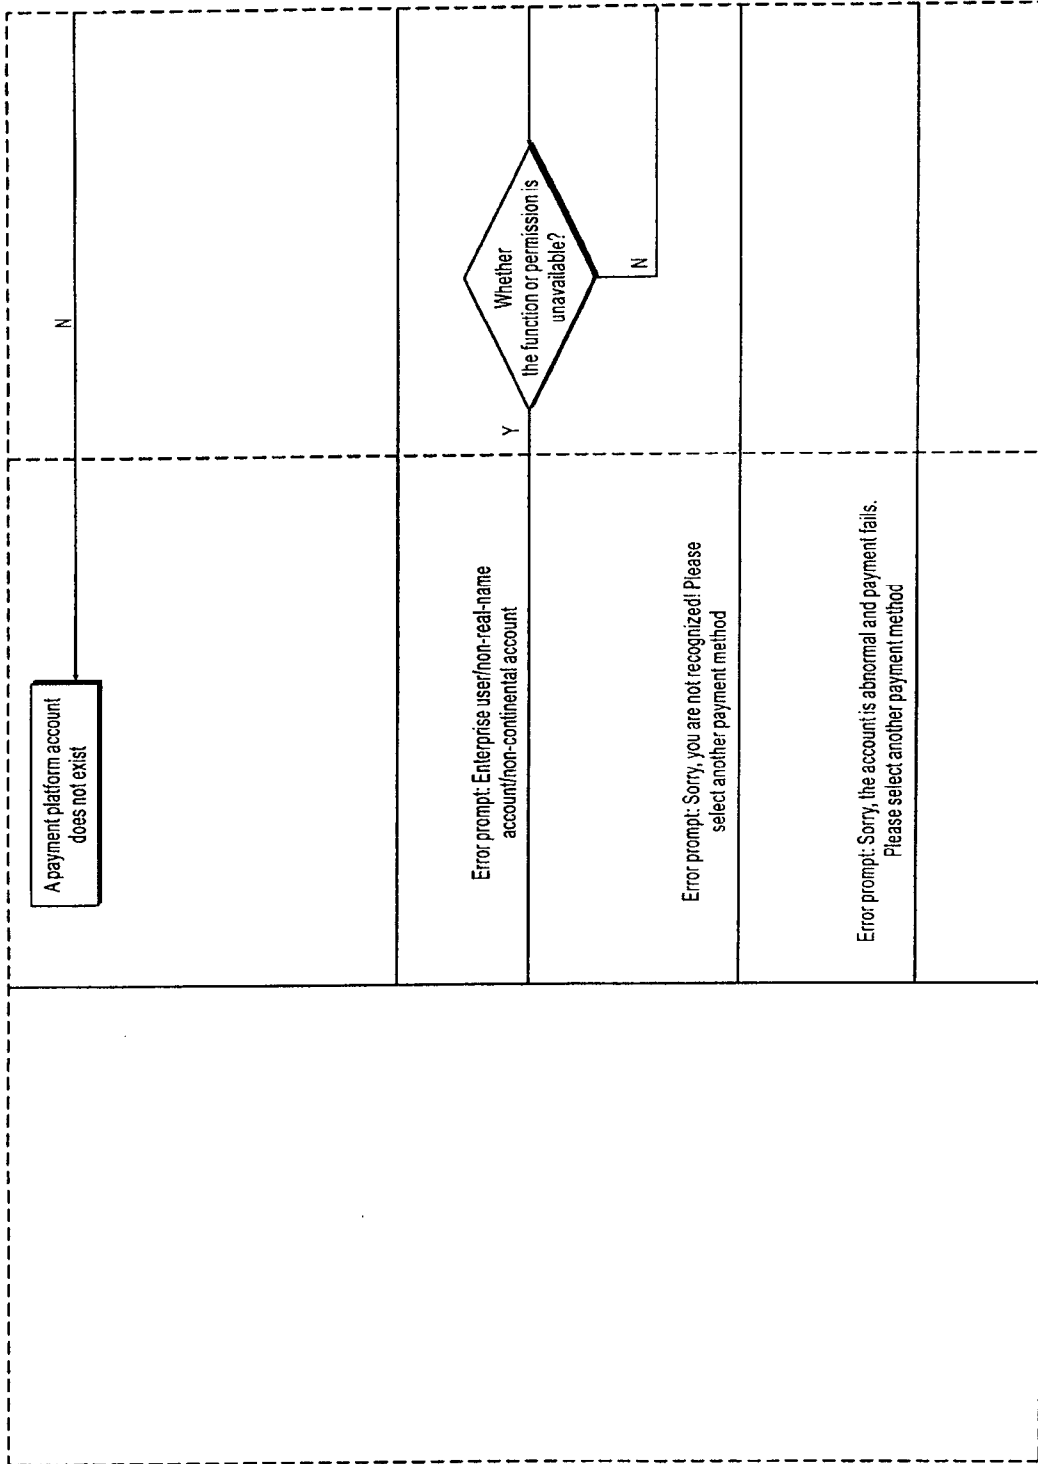 A payment platform account
does not exist
N
Error prompt: Enterprise user/non-real-name
account/non-continental account
Y
Whether
the function or permission is
unavailable?
N
Error prompt: Sorry, you are not recognized! Please
select another payment method
Error prompt: Sorry, the account is abnormal and payment fails.
Please select another payment method